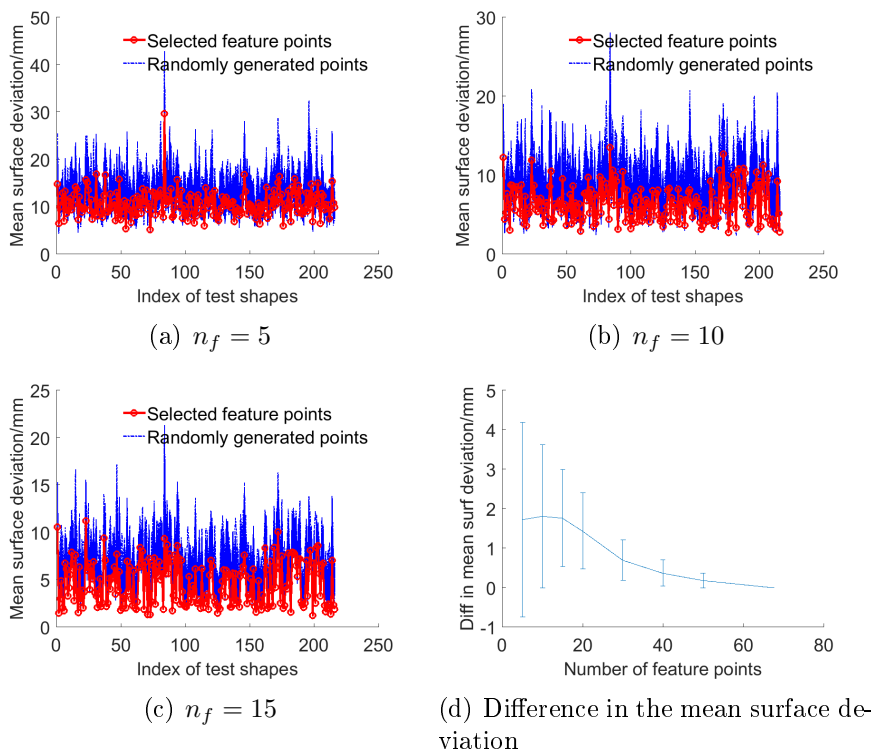 50
40
30
20
10
0
0 50 100 150 200 250
Mean surface deviation/mm
Index of test shapes
Selected feature points
Randomly generated points
(a) n_f = 5
30
20
10
0
0 50 100 150 200 250
Mean surface deviation/mm
Index of test shapes
Selected feature points
Randomly generated points
(b) n_f = 10
25
20
15
10
5
0
0 50 100 150 200 250
Mean surface deviation/mm
Index of test shapes
Selected feature points
Randomly generated points
(c) n_f = 15
5
4
3
2
1
0
-1
0 20 40 60 80
Diff in mean surf deviation/mm
Number of feature points
(d) Difference in the mean surface de-
viation